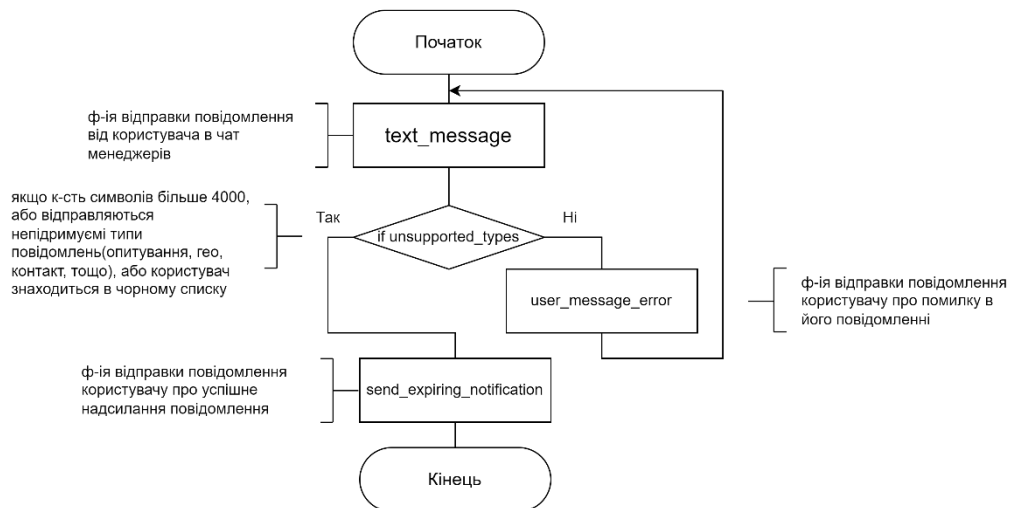 Початок
ф-ія відправки повідомлення
від користувача в чат
менеджерів
text_message
якщо к-сть символів більше 4000,
або відправляються
непідримуємі типи
повідомлень(опитування, гео,
контакт, тощо), або користувач
знаходиться в чорному списку
Так
if unsupported_types
Ні
user_message_error
ф-ія відправки повідомлення
користувачу про помилку в
його повідомленні
ф-ія відправки повідомлення
користувачу про успішне
надсилання повідомлення
send_expiring_notification
Кінець